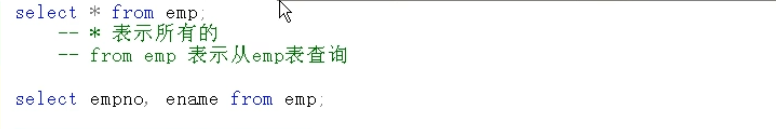 select * from emp;
-- * 表示所有的
-- from emp 表示从emp表查询
select empno, ename from emp;